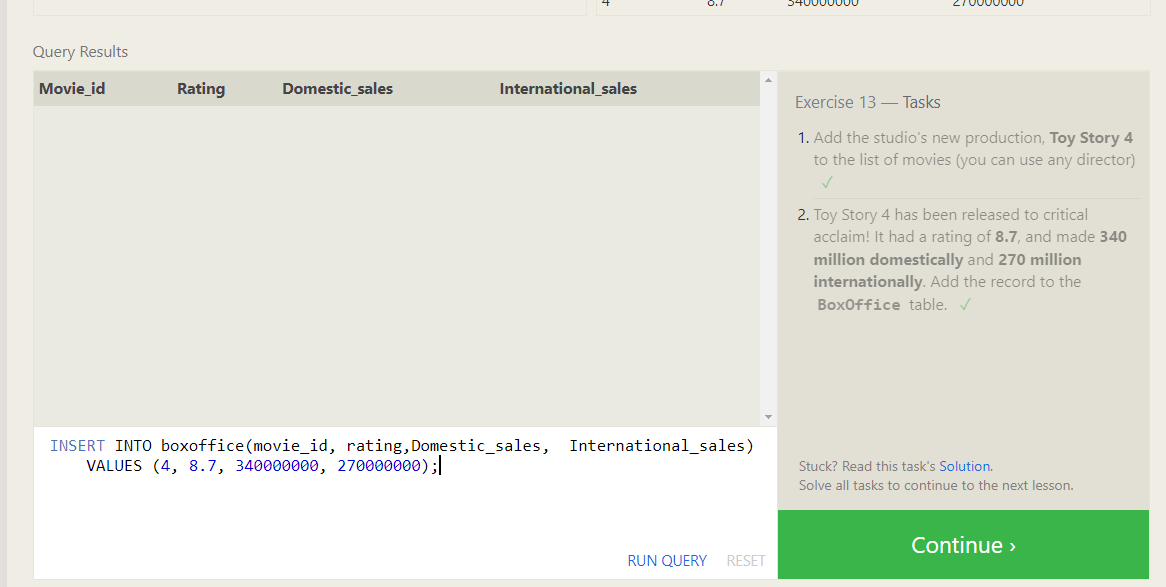 4 8.7 340000000 270000000
Query Results
Movie_id Rating Domestic_sales International_sales
INSERT INTO boxoffice(movie_id, rating,Domestic_sales,  International_sales)
VALUES (4, 8.7, 340000000, 270000000);
RUN QUERY RESET
Exercise 13 — Tasks
1. Add the studio's new production, Toy Story 4
to the list of movies (you can use any director)
✓
2. Toy Story 4 has been released to critical
acclaim! It had a rating of 8.7, and made 340
million domestically and 270 million
internationally. Add the record to the
BoxOffice table. ✓
Stuck? Read this task's Solution.
Solve all tasks to continue to the next lesson.
Continue ›